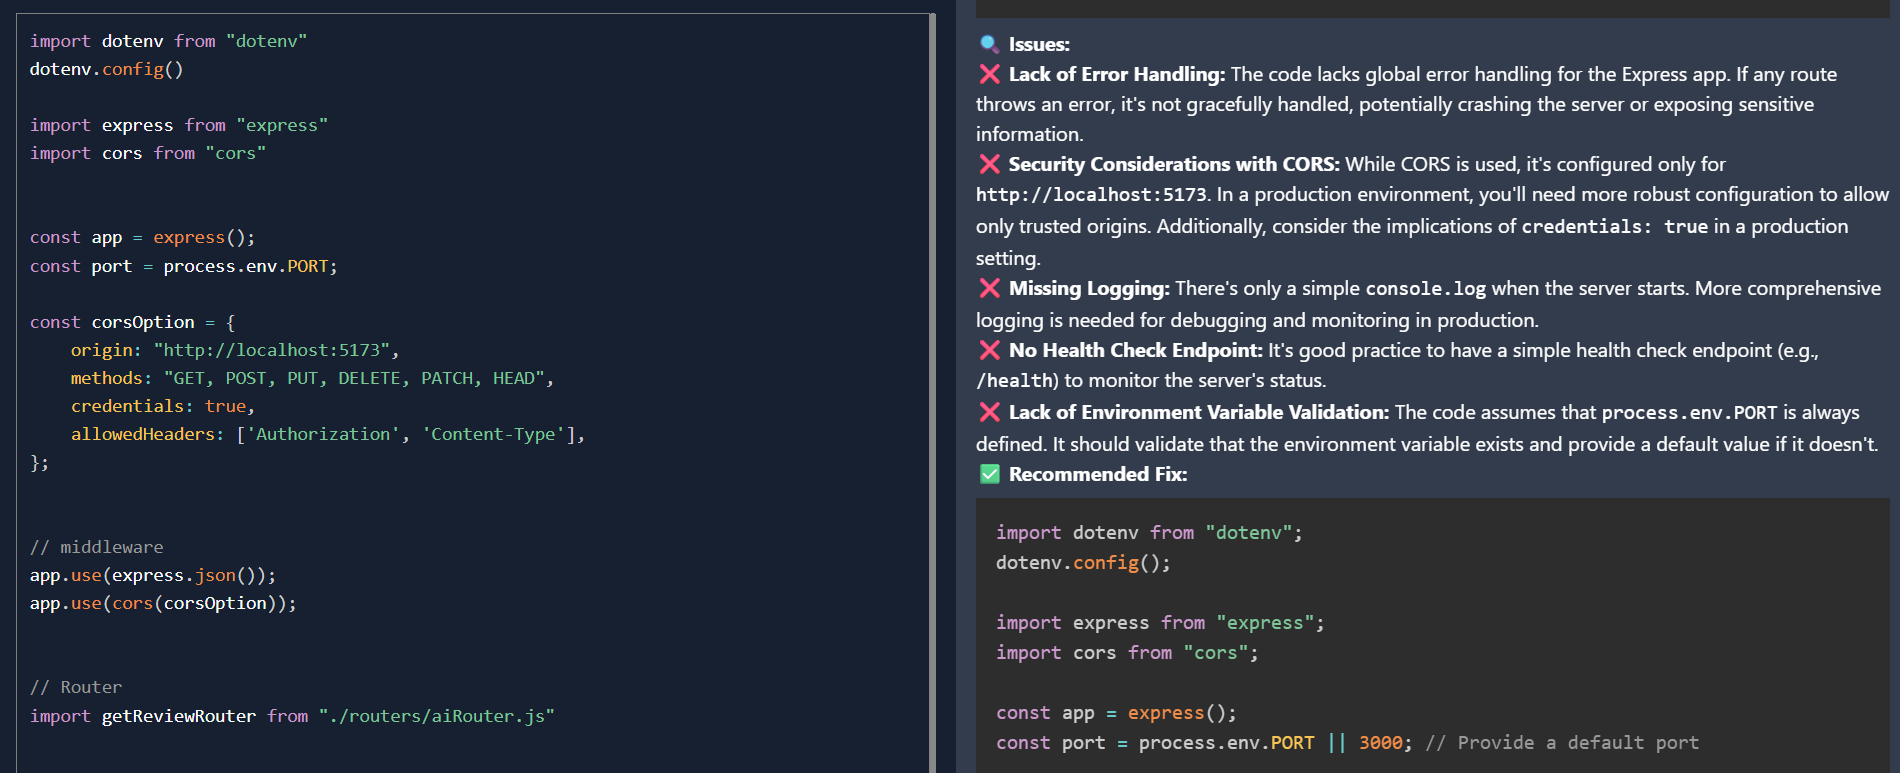 import dotenv from "dotenv"
dotenv.config()
import express from "express"
import cors from "cors"
const app = express();
const port = process.env.PORT;
const corsOption = {
    origin: "http://localhost:5173",
    methods: "GET, POST, PUT, DELETE, PATCH, HEAD",
    credentials: true,
    allowedHeaders: ['Authorization', 'Content-Type'],
};
// middleware
app.use(express.json());
app.use(cors(corsOption));
// Router
import getReviewRouter from "./routers/aiRouter.js"
🔍 Issues:
❌ Lack of Error Handling: The code lacks global error handling for the Express app. If any route
throws an error, it's not gracefully handled, potentially crashing the server or exposing sensitive
information.
❌ Security Considerations with CORS: While CORS is used, it's configured only for
http://localhost:5173. In a production environment, you'll need more robust configuration to allow
only trusted origins. Additionally, consider the implications of credentials: true in a production
setting.
❌ Missing Logging: There's only a simple console.log when the server starts. More comprehensive
logging is needed for debugging and monitoring in production.
❌ No Health Check Endpoint: It's good practice to have a simple health check endpoint (e.g.,
/health) to monitor the server's status.
❌ Lack of Environment Variable Validation: The code assumes that process.env.PORT is always
defined. It should validate that the environment variable exists and provide a default value if it doesn't.
✅ Recommended Fix:
import dotenv from "dotenv";
dotenv.config();
import express from "express";
import cors from "cors";
const app = express();
const port = process.env.PORT || 3000; // Provide a default port